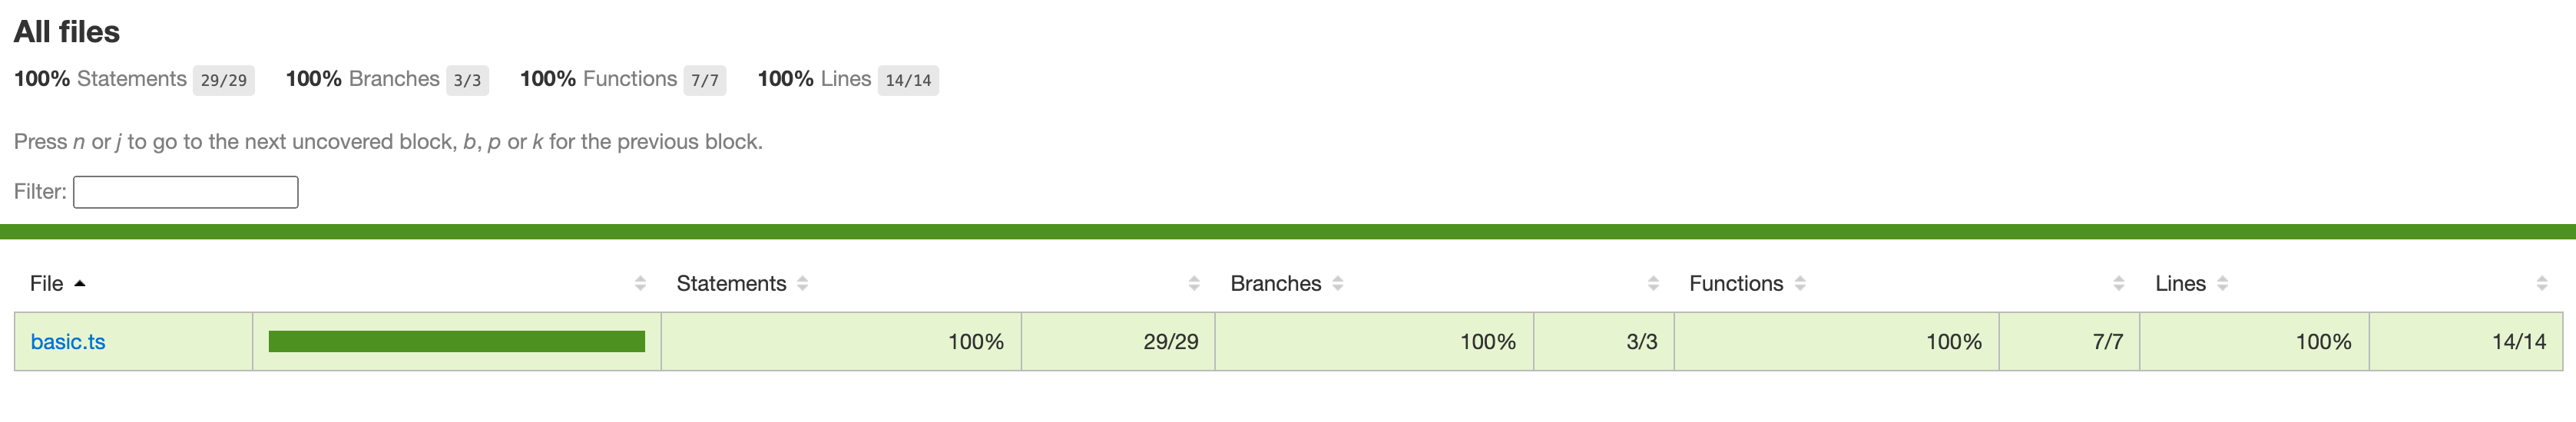 All files
100% Statements 29/29 100% Branches 3/3 100% Functions 7/7 100% Lines 14/14
Press n or j to go to the next uncovered block, b, p or k for the previous block.
Filter:
File Statements Branches Functions Lines
basic.ts 100% 29/29 100% 3/3 100% 7/7 100% 14/14